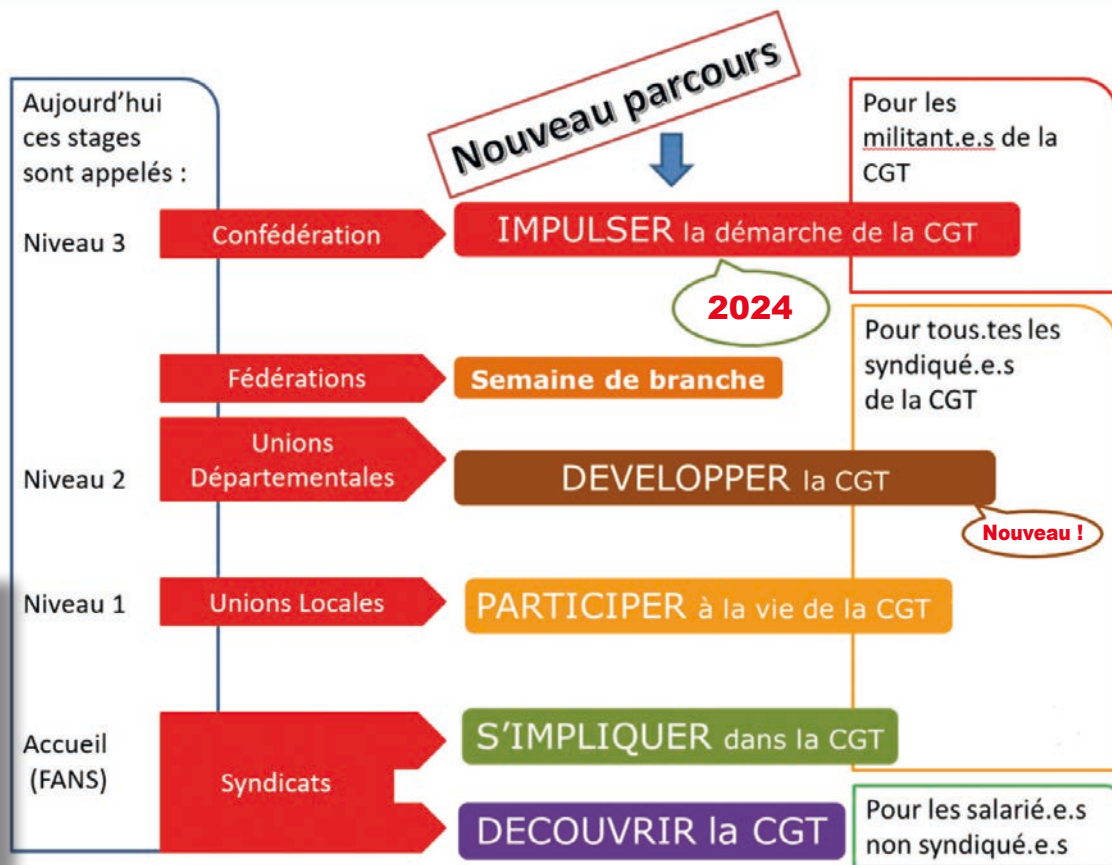 Nouveau parcours
Aujourd'hui
ces stages
sont appelés :
Pour les
militant.e.s de la
CGT
Niveau 3
Confédération
IMPULSER la démarche de la CGT
2024
Pour tous.tes les
syndiqué.e.s
de la CGT
Fédérations
Semaine de branche
Niveau 2
Unions
Départementales
DEVELOPPER la CGT
Nouveau !
Niveau 1
Unions Locales
PARTICIPER à la vie de la CGT
Accueil
(FANS)
Syndicats
S'IMPLIQUER dans la CGT
DECOUVRIR la CGT
Pour les salarié.e.s
non syndiqué.e.s